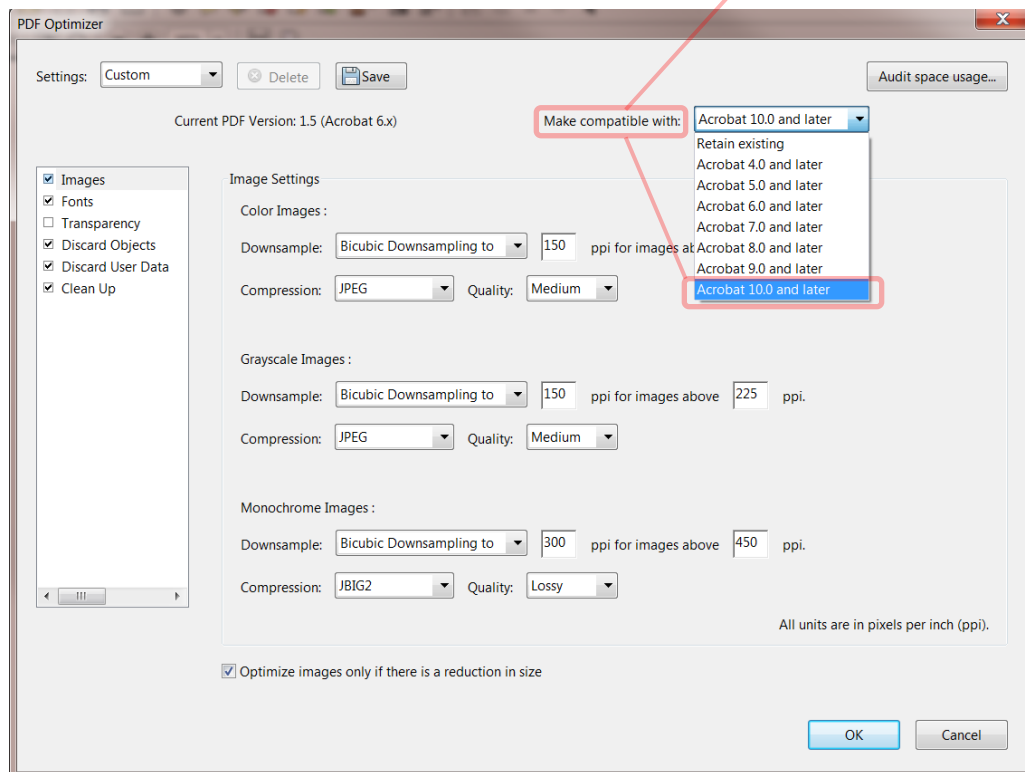 PDF Optimizer
Settings: Custom Delete Save Audit space usage...
Current PDF Version: 1.5 (Acrobat 6.x) Make compatible with: Acrobat 10.0 and later
Retain existing
Acrobat 4.0 and later
Acrobat 5.0 and later
Acrobat 6.0 and later
Acrobat 7.0 and later
Acrobat 8.0 and later
Acrobat 9.0 and later
Acrobat 10.0 and later
Images
Fonts
Transparency
Discard Objects
Discard User Data
Clean Up
Image Settings
Color Images :
Downsample: Bicubic Downsampling to 150 ppi for images
Compression: JPEG Quality: Medium
Grayscale Images :
Downsample: Bicubic Downsampling to 150 ppi for images above 225 ppi.
Compression: JPEG Quality: Medium
Monochrome Images :
Downsample: Bicubic Downsampling to 300 ppi for images above 450 ppi.
Compression: JBIG2 Quality: Lossy
All units are in pixels per inch (ppi).
Optimize images only if there is a reduction in size
OK Cancel